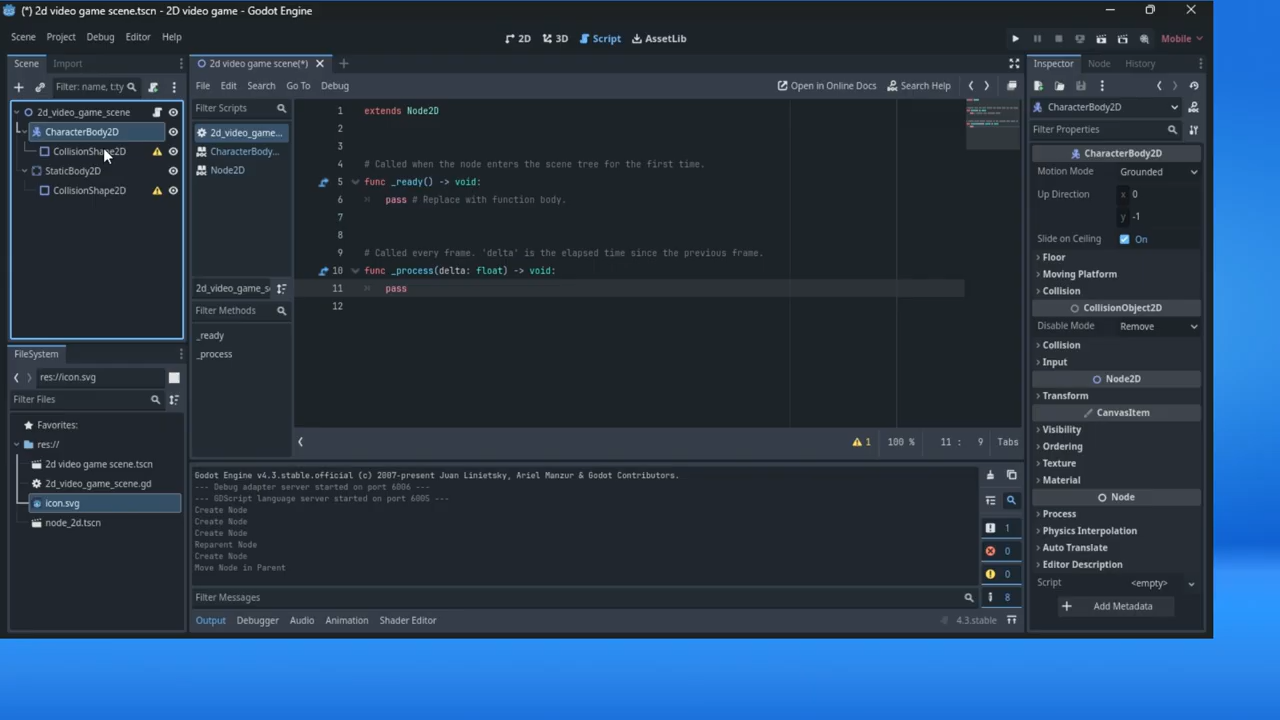 (*) 2d video game scene.tscn - 2D video game - Godot Engine
Scene Project Debug Editor Help
2D 3D Script AssetLib
Mobile
Scene Import
Filter: name, t:ty
2d_video_game_scene
CharacterBody2D
CollisionShape2D
StaticBody2D
CollisionShape2D
FileSystem
res://icon.svg
Filter Files
Favorites:
res://
2d video game scene.tscn
2d_video_game_scene.gd
icon.svg
node_2d.tscn
2d video game scene(*)
File Edit Search Go To Debug
Open in Online Docs Search Help
Filter Scripts
2d_video_game...
CharacterBody...
Node2D
2d_video_game_s
Filter Methods
_ready
_process
1 extends Node2D
2
3
4 # Called when the node enters the scene tree for the first time.
5 func _ready() -> void:
6 pass # Replace with function body.
7
8
9 # Called every frame. 'delta' is the elapsed time since the previous frame.
10 func _process(delta: float) -> void:
11 pass
12
1 100 % 11 : 9 Tabs
Godot Engine v4.3.stable.official (c) 2007-present Juan Linietsky, Ariel Manzur & Godot Contributors.
--- Debug adapter server started on port 6006 ---
--- GDScript language server started on port 6005 ---
Create Node
Create Node
Create Node
Reparent Node
Create Node
Move Node in Parent
1
0
0
8
Filter Messages
Output Debugger Audio Animation Shader Editor
4.3.stable
Inspector Node History
CharacterBody2D
Filter Properties
CharacterBody2D
Motion Mode Grounded
Up Direction x 0
y -1
Slide on Ceiling On
Floor
Moving Platform
Collision
CollisionObject2D
Disable Mode Remove
Collision
Input
Node2D
Transform
CanvasItem
Visibility
Ordering
Texture
Material
Node
Process
Physics Interpolation
Auto Translate
Editor Description
Script <empty>
Add Metadata